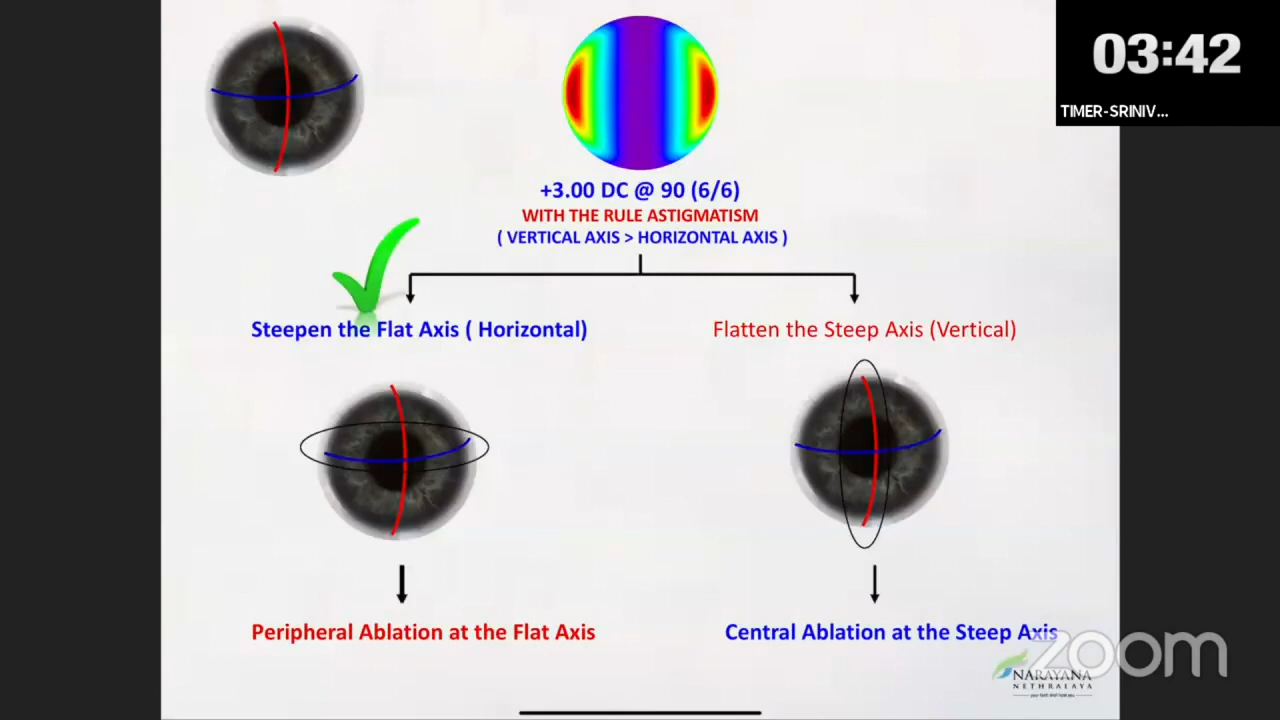 03:42
TIMER-SRINIV...
+3.00 DC @ 90 (6/6)
WITH THE RULE ASTIGMATISM
( VERTICAL AXIS > HORIZONTAL AXIS )
Steepen the Flat Axis ( Horizontal)
Flatten the Steep Axis (Vertical)
Peripheral Ablation at the Flat Axis
Central Ablation at the Steep Axis
zoom
NARAYANA
NETHRALAYA